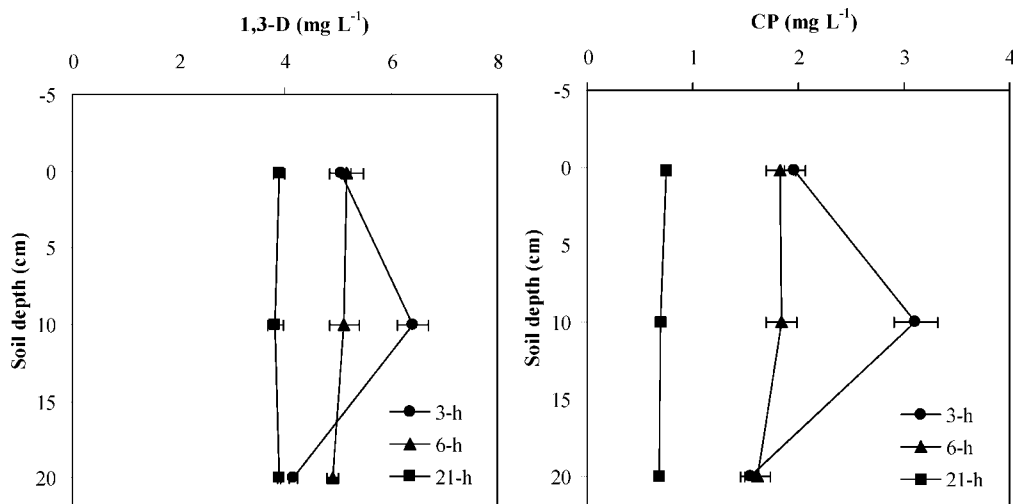 1,3-D (mg L⁻¹)
0 2 4 6 8
-5
0
5
10
15
20
Soil depth (cm)
3-h
6-h
21-h
CP (mg L⁻¹)
0 1 2 3 4
-5
0
5
10
15
20
Soil depth (cm)
3-h
6-h
21-h